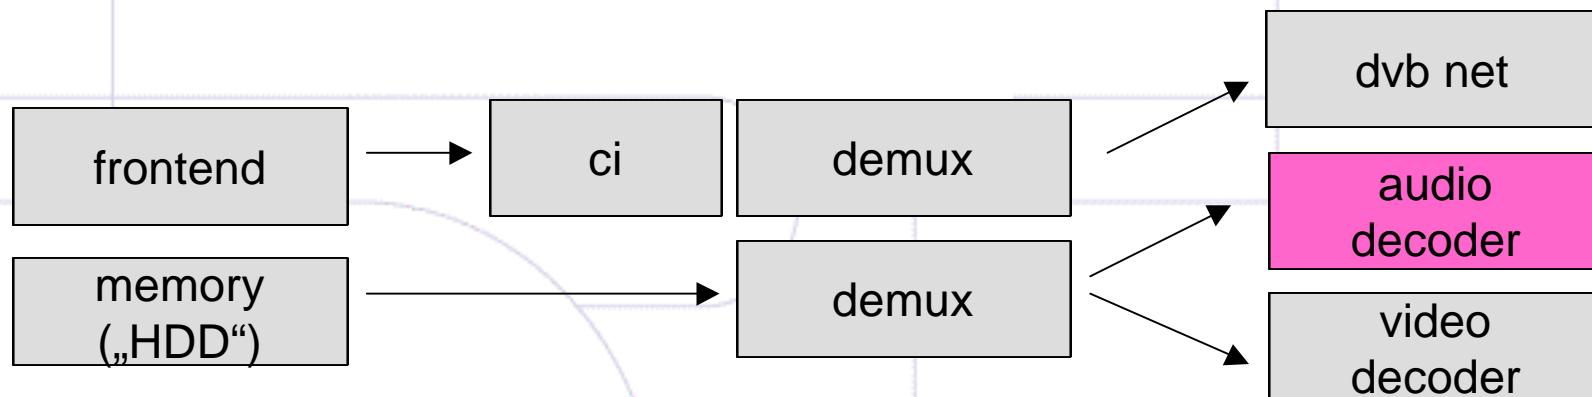 frontend
ci
demux
dvb net
memory
(„HDD“)
demux
audio
decoder
video
decoder